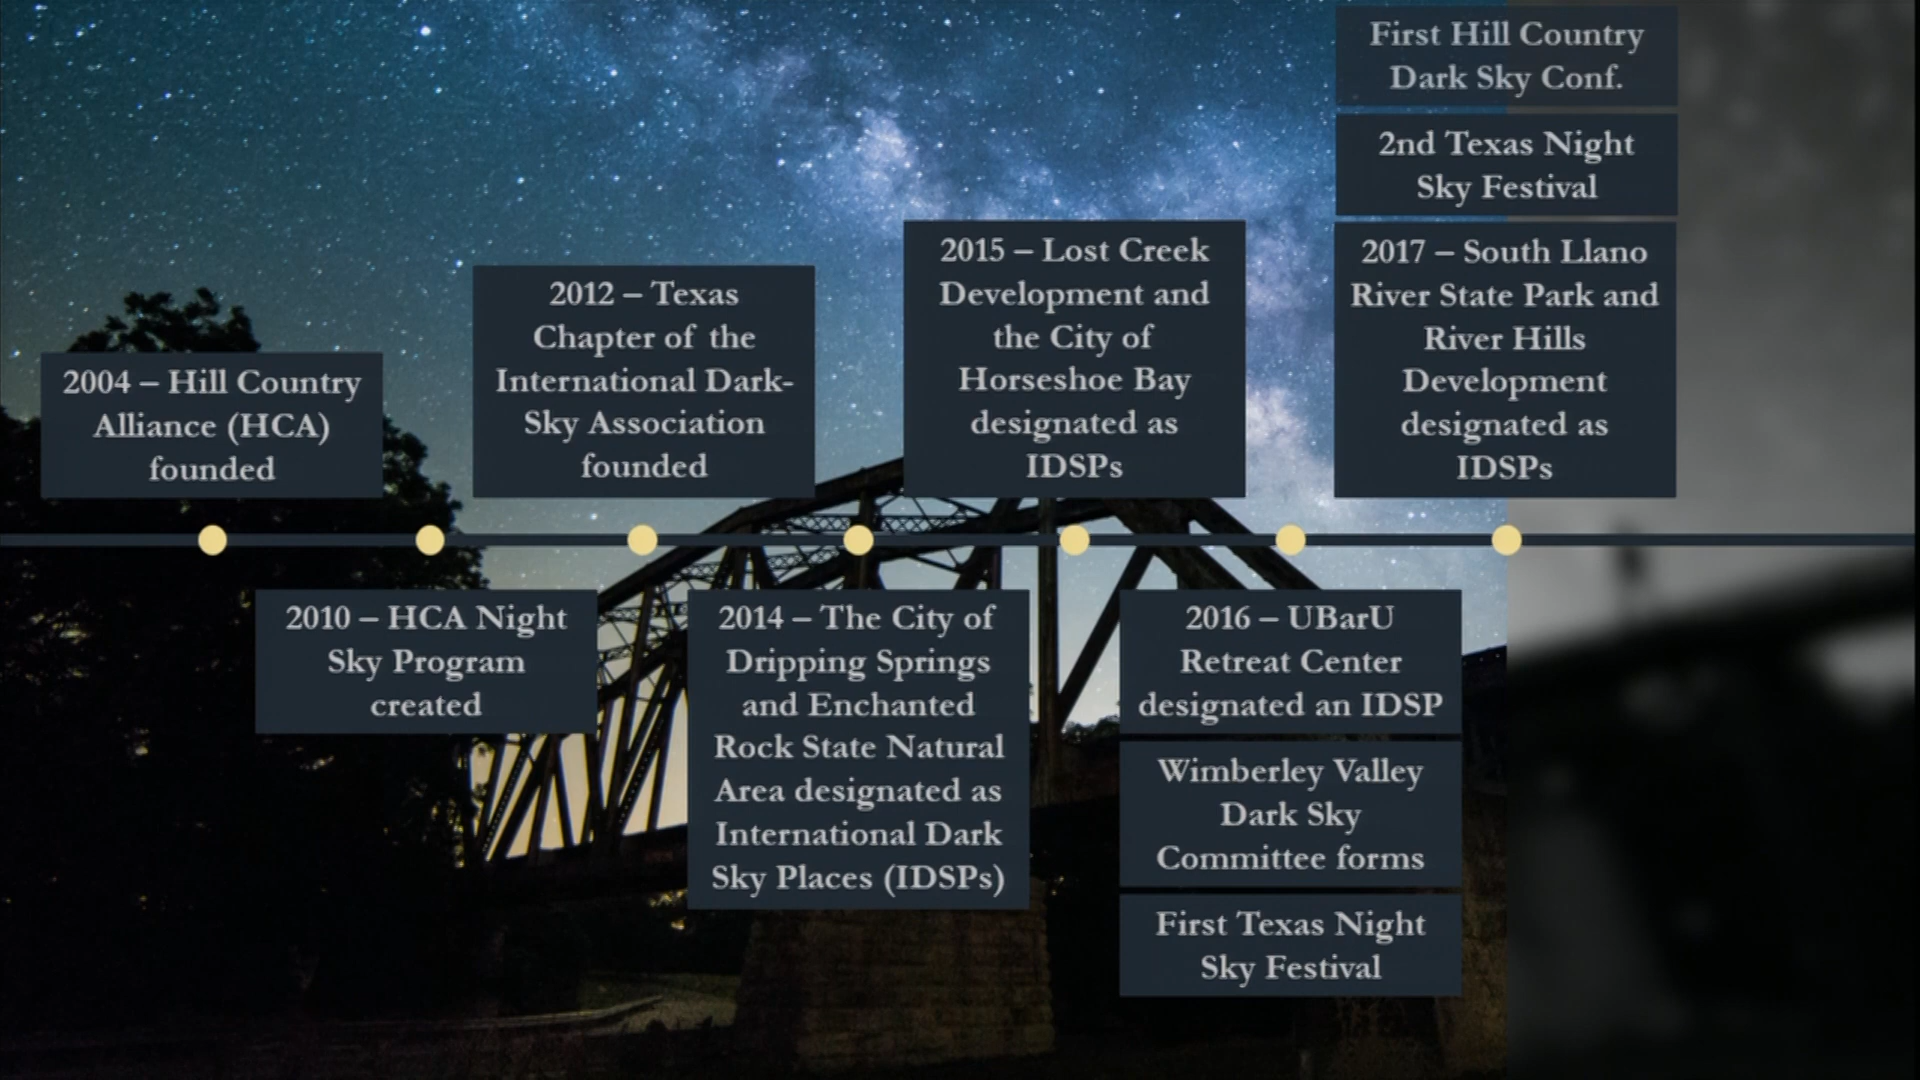 First Hill Country
Dark Sky Conf.
2nd Texas Night
Sky Festival
2004 – Hill Country
Alliance (HCA)
founded
2012 – Texas
Chapter of the
International Dark-
Sky Association
founded
2015 – Lost Creek
Development and
the City of
Horseshoe Bay
designated as
IDSPs
2017 – South Llano
River State Park and
River Hills
Development
designated as
IDSPs
2010 – HCA Night
Sky Program
created
2014 – The City of
Dripping Springs
and Enchanted
Rock State Natural
Area designated as
International Dark
Sky Places (IDSPs)
2016 – UBarU
Retreat Center
designated an IDSP
Wimberley Valley
Dark Sky
Committee forms
First Texas Night
Sky Festival